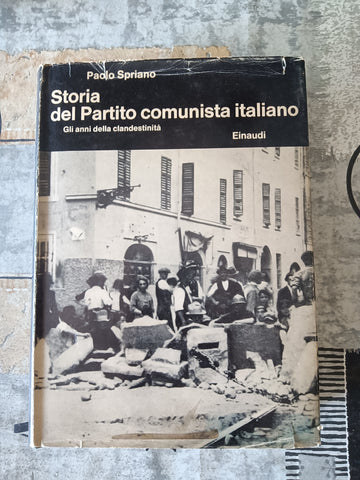 Paolo Spriano
Storia
del Partito comunista italiano
Gli anni della clandestinità
Einaudi